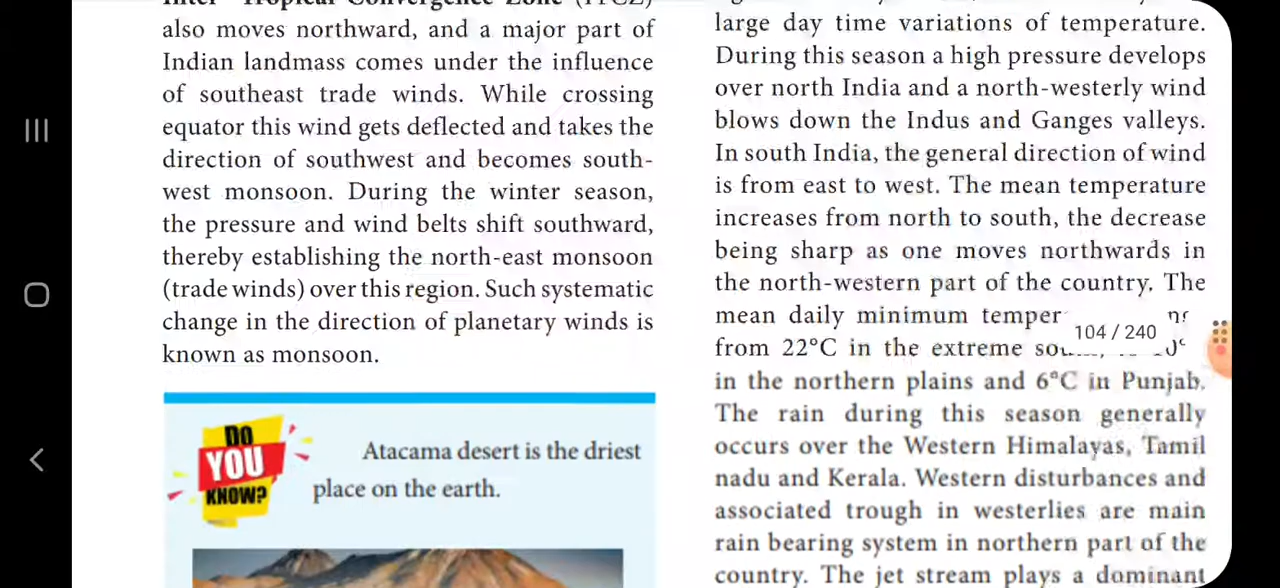 also moves northward, and a major part of
Indian landmass comes under the influence
of southeast trade winds. While crossing
equator this wind gets deflected and takes the
direction of southwest and becomes south-
west monsoon. During the winter season,
the pressure and wind belts shift southward,
thereby establishing the north-east monsoon
(trade winds) over this region. Such systematic
change in the direction of planetary winds is
known as monsoon.
DO
YOU
KNOW?
Atacama desert is the driest
place on the earth.
large day time variations of temperature.
During this season a high pressure develops
over north India and a north-westerly wind
blows down the Indus and Ganges valleys.
In south India, the general direction of wind
is from east to west. The mean temperature
increases from north to south, the decrease
being sharp as one moves northwards in
the north-western part of the country. The
mean daily minimum
from 22°C in the extreme
in the northern plains and 6°C in Punjab.
The rain during this season generally
occurs over the Western Himalayas, Tamil
nadu and Kerala. Western disturbances and
associated trough in westerlies are main
rain bearing system in northern part of the
country. The jet stream plays a dominant
104 / 240